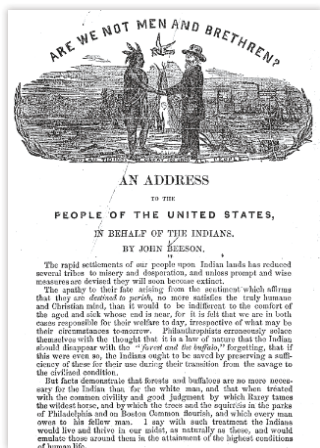 ARE WE NOT MEN AND BRETHREN?
AN ADDRESS
TO THE
PEOPLE OF THE UNITED STATES,
IN BEHALF OF THE INDIANS.
BY JOHN BEESON.
The rapid settlements of our people upon Indian lands has reduced
several tribes to misery and desperation, and unless prompt and wise
measures are devised they will soon become extinct.
The apathy to their fate arising from the sentiment which affirms
that they are destined to perish, no more satisfies the truly humane
and Christian mind, than it would to be indifferent to the comfort of
the aged and sick whose end is near, for it is felt that we are in both
cases responsible for their welfare to day, irrespective of what may be
their circumstances to-morrow. Philanthrophists erroneously solace
themselves with the thought that it is a law of nature that the Indian
should disappear with the "forest and the buffalo," forgetting, that if
this were even so, the Indians ought to be saved by preserving a suffi-
ciency of these for their use during their transition from the savage to
the civilised condition.
But facts demonstrate that forests and buffaloes are no more neces-
sary for the Indian than for the white man, and that when treated
with the common civility and good judgment by which Rarey tames
the wildest horse, and by which the trees and the squirrels in the parks
of Philadelphia and on Boston Common flourish, and which every man
owes to his fellow man. I say with such treatment the Indians
would live and thrive in our midst, as naturally as these, and would
emulate those around them in the attainment of the highest conditions
of human life.